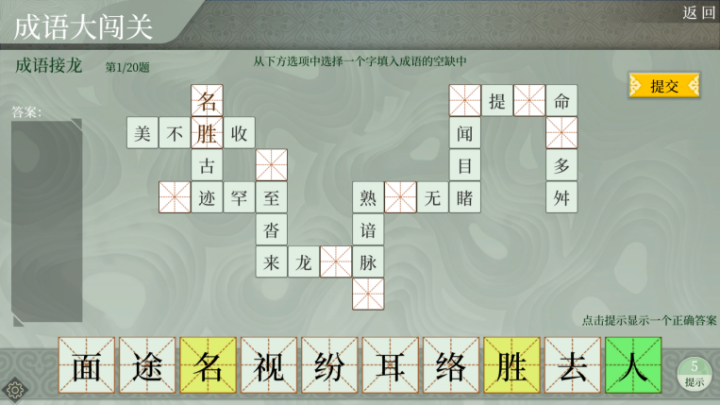 返回
成语大闯关
成语接龙 第1/20题
从下方选项中选择一个字填入成语的空缺中
提交
答案:
名 提 命
美不胜收 闻
古 目 多
迹罕至 熟 无睹 舛
沓 谙
来龙 脉
点击提示显示一个正确答案
面途名视纷耳络胜去人
5
提示